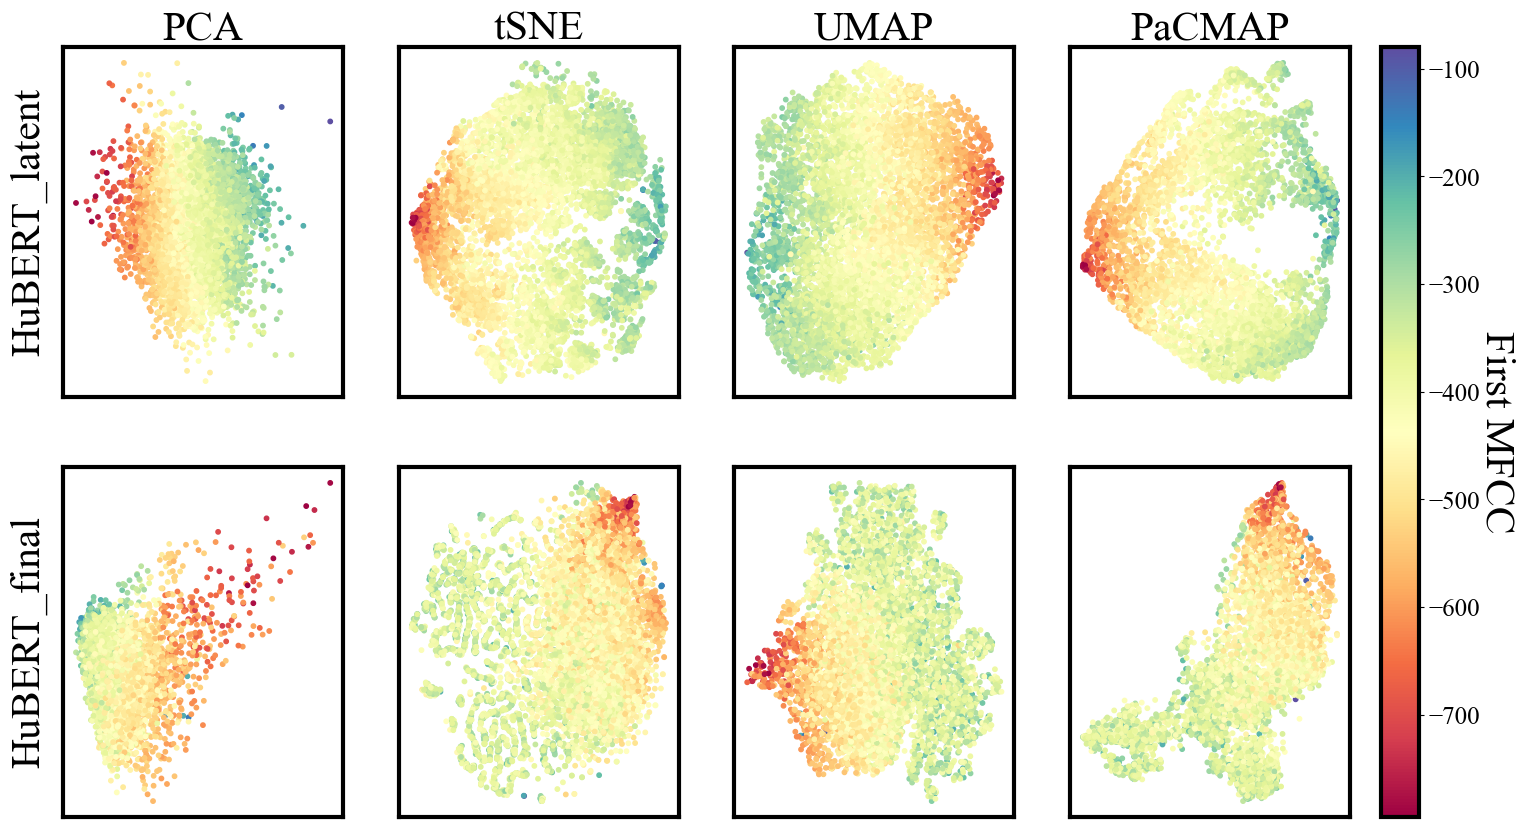 PCA
tSNE
UMAP
PaCMAP
HuBERT_latent
HuBERT_final
−100
−200
−300
−400
−500
−600
−700
First MFCC